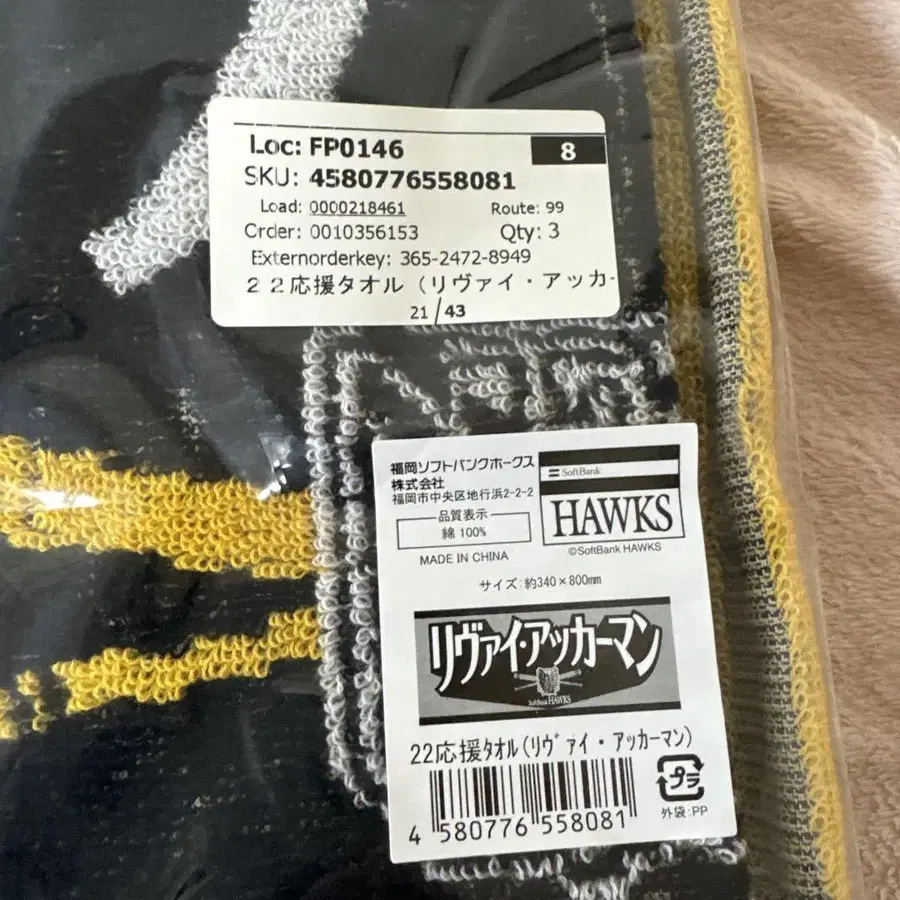 Loc: FP0146
8
SKU: 4580776558081
Load: 0000218461 Route: 99
Order: 0010356153 Qty: 3
Externorderkey: 365-2472-8949
22応援タオル(リヴァイ・アッカ-
21/43
福岡ソフトバンクホークス
株式会社
福岡市中央区地行浜2-2-2
品質表示
綿 100%
MADE IN CHINA
SoftBank
HAWKS
©SoftBank HAWKS
サイズ:約340×800mm
リヴァイ・アッカーマン
SoftBank HAWKS
22応援タオル(リヴァイ・アッカーマン)
4 580776 558081
プラ
外袋:PP